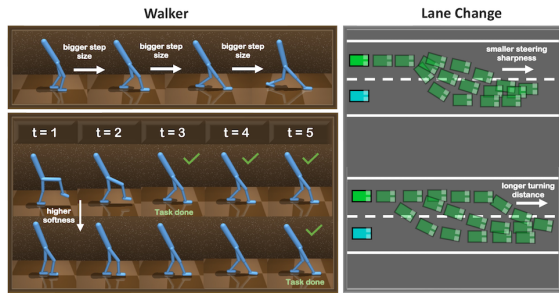 Walker
bigger step
size
bigger step
size
bigger step
size
t = 1
t = 2
t = 3
t = 4
t = 5
Task done
higher
softness
Task done
Lane Change
smaller steering
sharpness
longer turning
distance